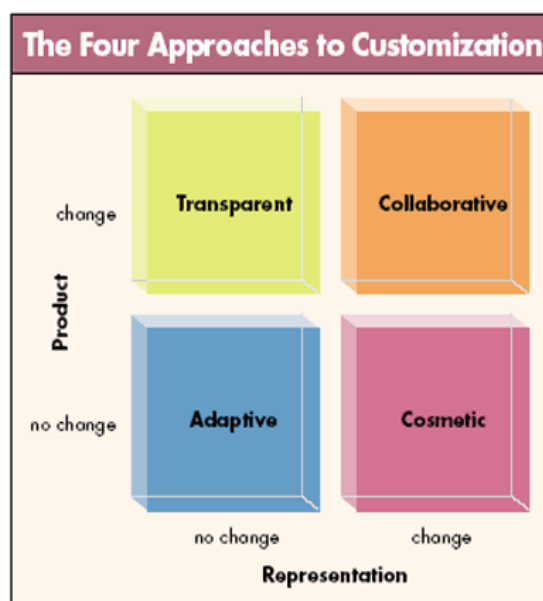 The Four Approaches to Customization
change
Transparent
Collaborative
Product
no change
Adaptive
Cosmetic
no change
change
Representation